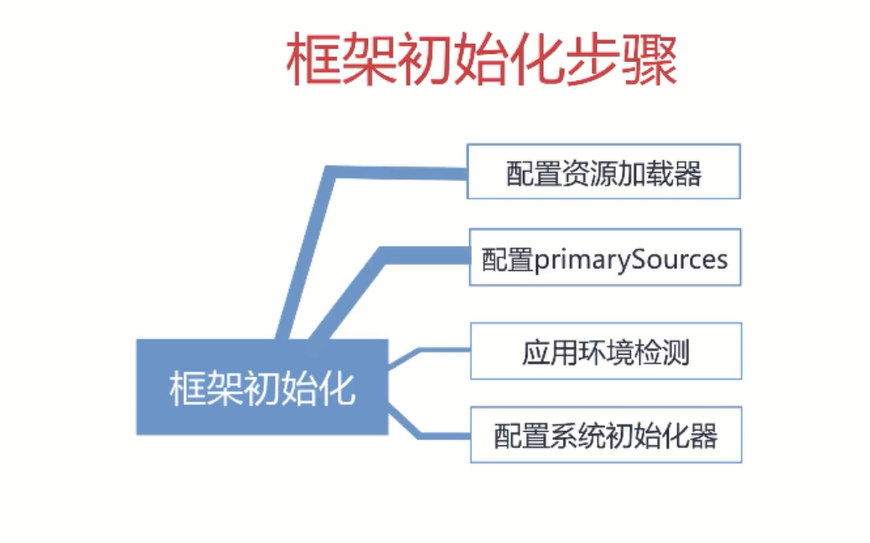 框架初始化步骤
配置资源加载器
配置primarySources
应用环境检测
框架初始化
配置系统初始化器